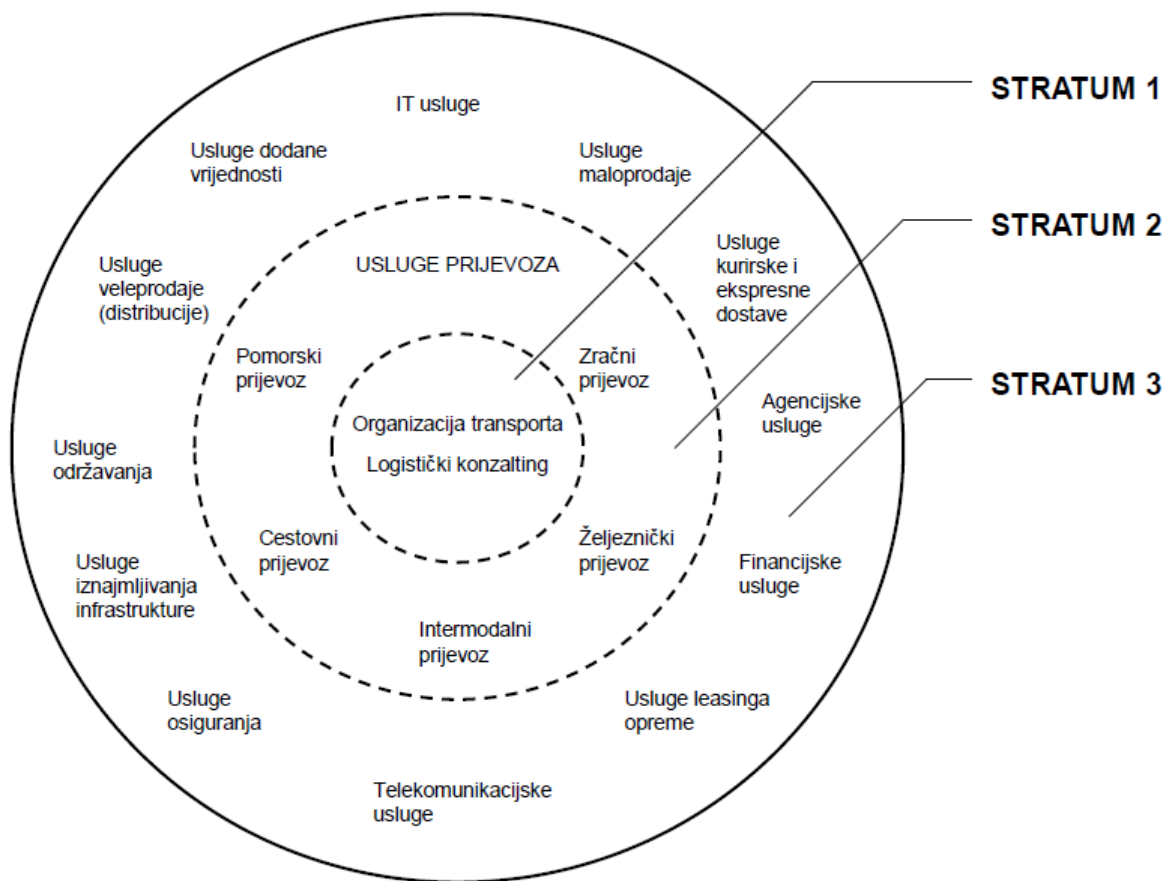 IT usluge
Usluge dodane
vrijednosti
Usluge
maloprodaje
STRATUM 1
STRATUM 2
STRATUM 3
Usluge
kurirske i
ekspresne
dostave
USLUGE PRIJEVOZA
Usluge
veleprodaje
(distribucije)
Pomorski
prijevoz
Zračni
prijevoz
Agencijske
usluge
Organizacija transporta
Logistički konzalting
Usluge
održavanja
Cestovni
prijevoz
Željeznički
prijevoz
Financijske
usluge
Usluge
iznajmljivanja
infrastrukture
Intermodalni
prijevoz
Usluge
osiguranja
Usluge leasinga
opreme
Telekomunikacijske
usluge